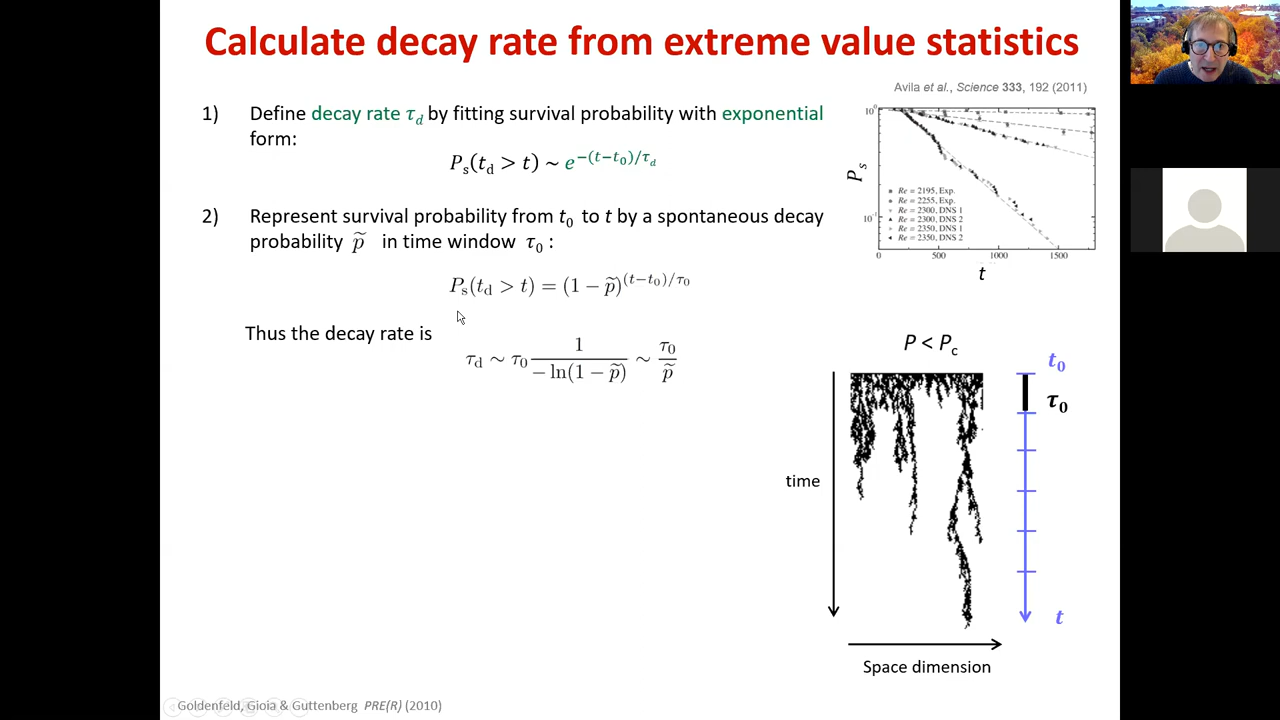 Calculate decay rate from extreme value statistics
Avila et al., Science 333, 192 (2011)
1) Define decay rate τ_d by fitting survival probability with exponential
form:
P_s(t_d > t) ~ e^{−(t−t_0)/τ_d}
2) Represent survival probability from t_0 to t by a spontaneous decay
probability p̃ in time window τ_0 :
P_s(t_d > t) = (1 − p̃)^{(t−t_0)/τ_0}
Thus the decay rate is
τ_d ∼ τ_0 1/(− ln(1 − p̃)) ∼ τ_0/p̃
P_s
10^0
10^-1
Re = 2195, Exp.
Re = 2255, Exp.
Re = 2300, DNS 1
Re = 2300, DNS 2
Re = 2350, DNS 1
Re = 2350, DNS 2
0 500 1000 1500
t
P < P_c
t_0
τ_0
time
t
Space dimension
Goldenfeld, Gioia & Guttenberg PRE(R) (2010)